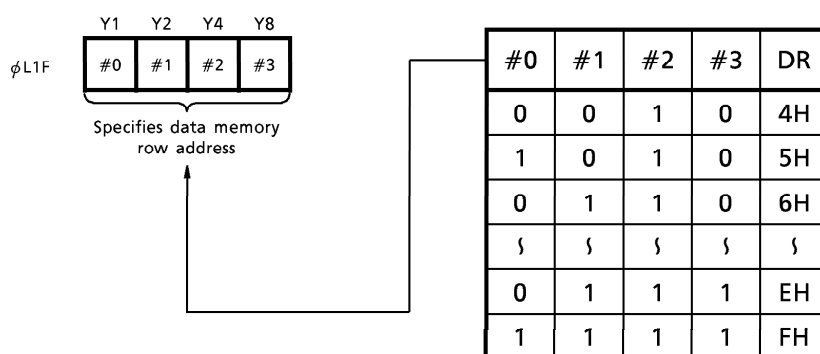 Y1 Y2 Y4 Y8
ϕL1F #0 #1 #2 #3
Specifies data memory
row address
#0 #1 #2 #3 DR
0 0 1 0 4H
1 0 1 0 5H
0 1 1 0 6H
∫ ∫ ∫ ∫ ∫
0 1 1 1 EH
1 1 1 1 FH